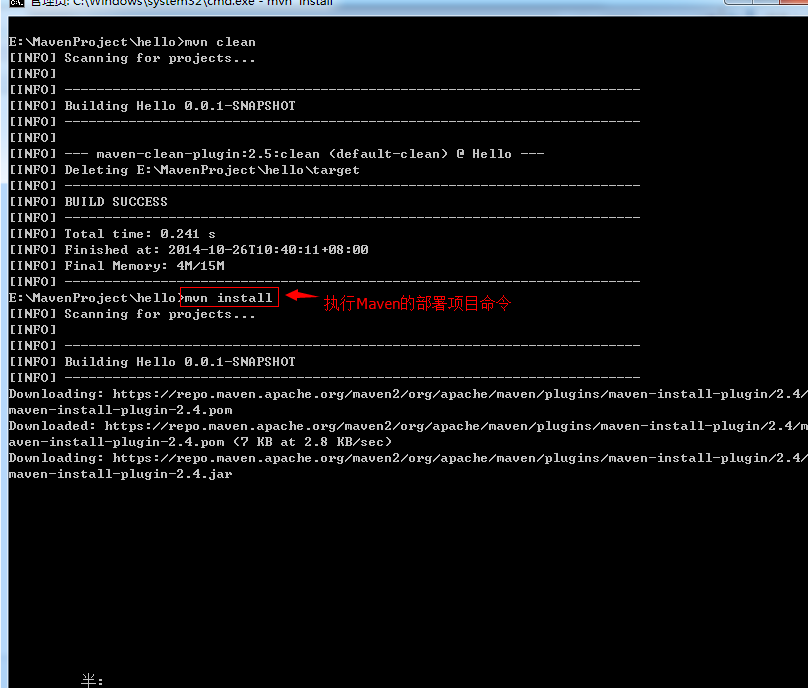 管理员: C:\Windows\system32\cmd.exe - mvn install
E:\MavenProject\hello>mvn clean
[INFO] Scanning for projects...
[INFO]
[INFO] ------------------------------------------------------------------------
[INFO] Building Hello 0.0.1-SNAPSHOT
[INFO] ------------------------------------------------------------------------
[INFO]
[INFO] --- maven-clean-plugin:2.5:clean (default-clean) @ Hello ---
[INFO] Deleting E:\MavenProject\hello\target
[INFO] ------------------------------------------------------------------------
[INFO] BUILD SUCCESS
[INFO] ------------------------------------------------------------------------
[INFO] Total time: 0.241 s
[INFO] Finished at: 2014-10-26T10:40:11+08:00
[INFO] Final Memory: 4M/15M
[INFO] ------------------------------------------------------------------------
E:\MavenProject\hello>mvn install 执行Maven的部署项目命令
[INFO] Scanning for projects...
[INFO]
[INFO] ------------------------------------------------------------------------
[INFO] Building Hello 0.0.1-SNAPSHOT
[INFO] ------------------------------------------------------------------------
Downloading: https://repo.maven.apache.org/maven2/org/apache/maven/plugins/maven-install-plugin/2.4/
maven-install-plugin-2.4.pom
Downloaded: https://repo.maven.apache.org/maven2/org/apache/maven/plugins/maven-install-plugin/2.4/m
aven-install-plugin-2.4.pom (7 KB at 2.8 KB/sec)
Downloading: https://repo.maven.apache.org/maven2/org/apache/maven/plugins/maven-install-plugin/2.4/
maven-install-plugin-2.4.jar
半: